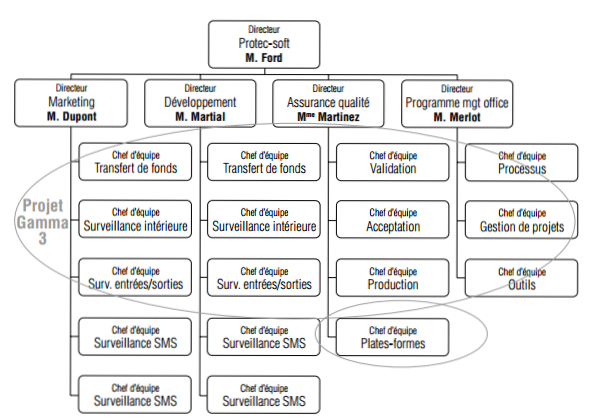 Directeur
Protec-soft
M. Ford
Directeur
Marketing
M. Dupont
Directeur
Développement
M. Martial
Directeur
Assurance qualité
Mme Martinez
Directeur
Programme mgt office
M. Merlot
Projet
Gamma
3
Chef d'équipe
Transfert de fonds
Chef d'équipe
Transfert de fonds
Chef d'équipe
Validation
Chef d'équipe
Processus
Chef d'équipe
Surveillance intérieure
Chef d'équipe
Surveillance intérieure
Chef d'équipe
Acceptation
Chef d'équipe
Gestion de projets
Chef d'équipe
Surv. entrées/sorties
Chef d'équipe
Surv. entrées/sorties
Chef d'équipe
Production
Chef d'équipe
Outils
Chef d'équipe
Surveillance SMS
Chef d'équipe
Surveillance SMS
Chef d'équipe
Plates-formes
Chef d'équipe
Surveillance SMS
Chef d'équipe
Surveillance SMS